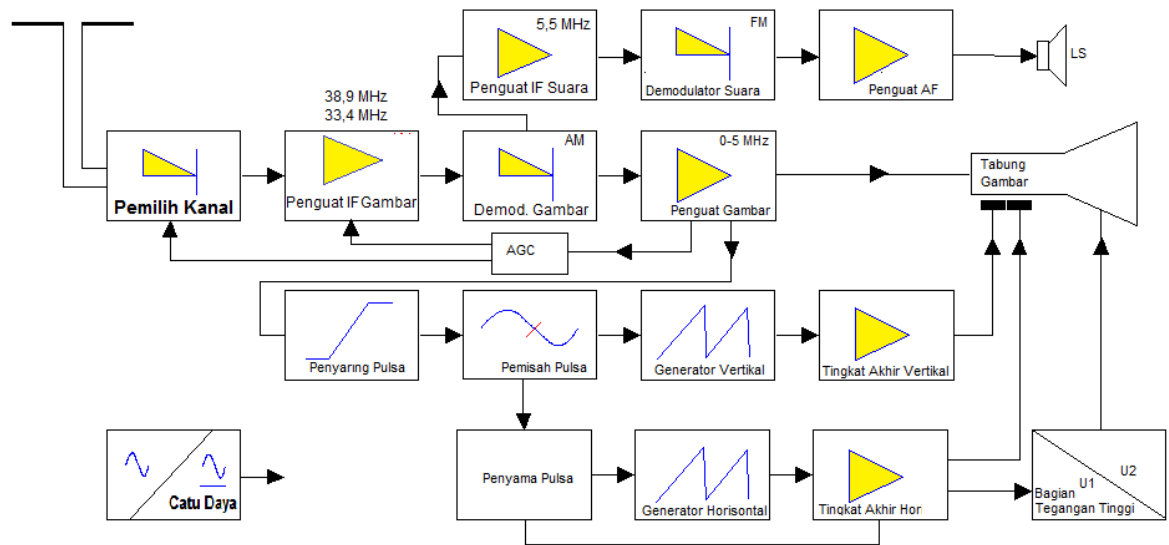 5,5 MHz
Penguat IF Suara
FM
Demodulator Suara
Penguat AF
LS
38,9 MHz
33,4 MHz
Pemilih Kanal
Penguat IF Gambar
AM
Demod. Gambar
0-5 MHz
Penguat Gambar
Tabung
Gambar
AGC
Penyaring Pulsa
Pemisah Pulsa
Generator Vertikal
Tingkat Akhir Vertikal
Catu Daya
Penyama Pulsa
Generator Horisontal
Tingkat Akhir Hor
U1
U2
Bagian
Tegangan Tinggi